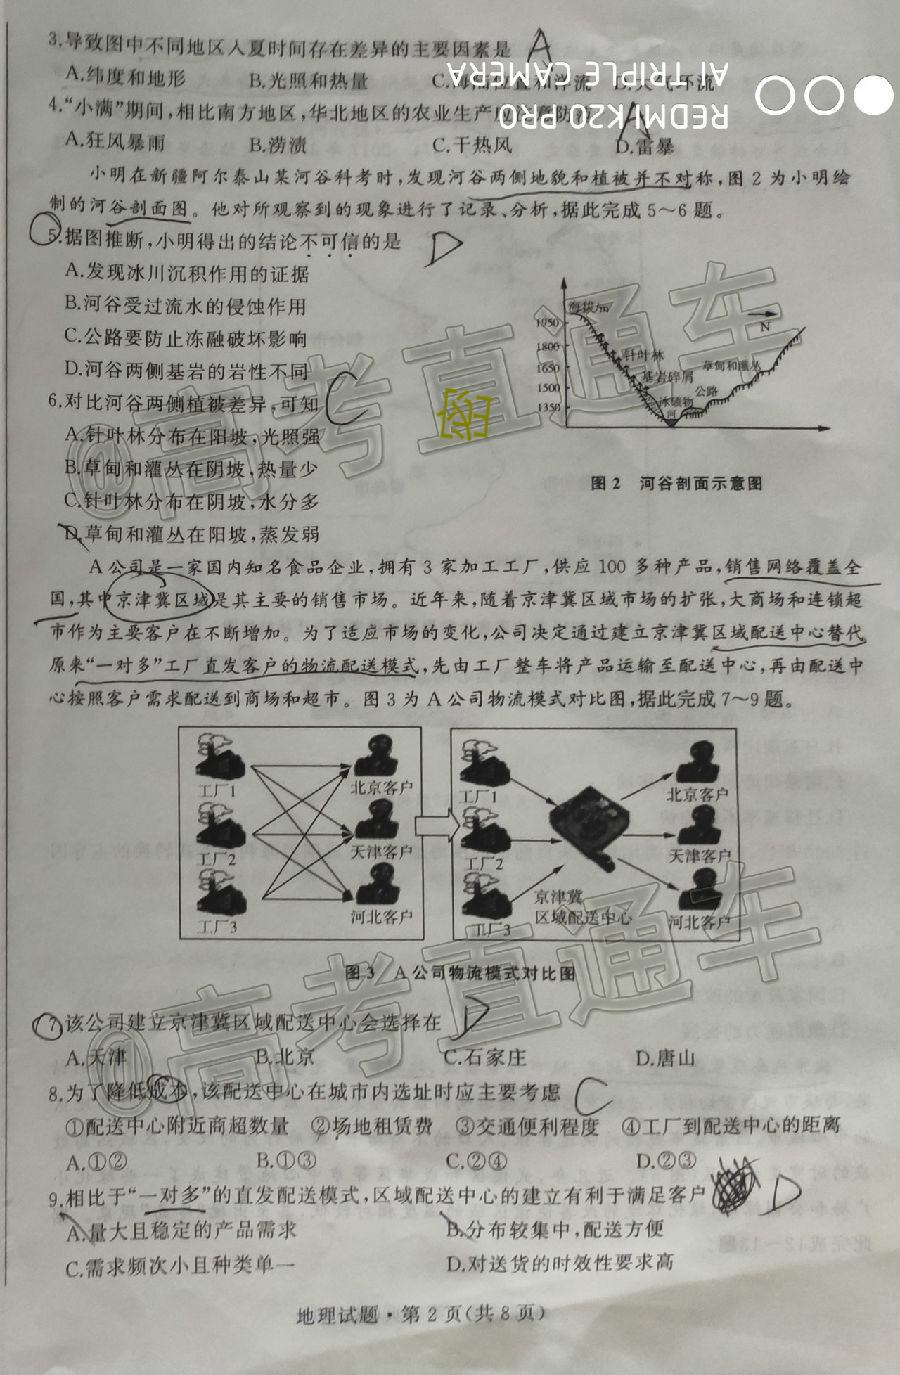 3.导致图中不同地区入夏时间存在差异的主要因素是 A
A.纬度和地形 B.光照和热量 C.海陆位置和洋流 D.大气环流
AI TRIPLE CAMERA
REDMI K20 PRO
4.“小满”期间,相比南方地区,华北地区的农业生产应注意防范 A
A.狂风暴雨 B.涝渍 C.干热风 D.雷暴
小明在新疆阿尔泰山某河谷科考时,发现河谷两侧地貌和植被并不对称,图2为小明绘
制的河谷剖面图。他对所观察到的现象进行了记录、分析,据此完成5~6题。
5.据图推断,小明得出的结论不可信的是 D
A.发现冰川沉积作用的证据
B.河谷受过流水的侵蚀作用
C.公路要防止冻融破坏影响
D.河谷两侧基岩的岩性不同
6.对比河谷两侧植被差异,可知 C
A.针叶林分布在阳坡,光照强
B.草甸和灌丛在阴坡,热量少
C.针叶林分布在阴坡,水分多
D.草甸和灌丛在阳坡,蒸发弱
海拔/m
1950
1800
1650
1500
1350
N
针叶林
基岩碎屑
草甸和灌丛
公路
冰碛物
河
阴
图2 河谷剖面示意图
A公司是一家国内知名食品企业,拥有3家加工工厂,供应100多种产品,销售网络覆盖全
国,其中京津冀区域是其主要的销售市场。近年来,随着京津冀区域市场的扩张,大商场和连锁超
市作为主要客户在不断增加。为了适应市场的变化,公司决定通过建立京津冀区域配送中心替代
原来“一对多”工厂直发客户的物流配送模式,先由工厂整车将产品运输至配送中心,再由配送中
心按照客户需求配送到商场和超市。图3为A公司物流模式对比图,据此完成7~9题。
工厂1 北京客户 工厂1 北京客户
工厂2 天津客户 工厂2 天津客户
工厂3 河北客户 工厂3 京津冀
区域配送中心 河北客户
图3 A公司物流模式对比图
7.该公司建立京津冀区域配送中心会选择在 D
A.天津 B.北京 C.石家庄 D.唐山
8.为了降低成本,该配送中心在城市内选址时应主要考虑 C
①配送中心附近商超数量 ②场地租赁费 ③交通便利程度 ④工厂到配送中心的距离
A.①② B.①③ C.②④ D.②③
9.相比于“一对多”的直发配送模式,区域配送中心的建立有利于满足客户 D
A.量大且稳定的产品需求 B.分布较集中,配送方便
C.需求频次小且种类单一 D.对送货的时效性要求高
地理试题·第2页(共8页)
@高考直通车
@高考直通车